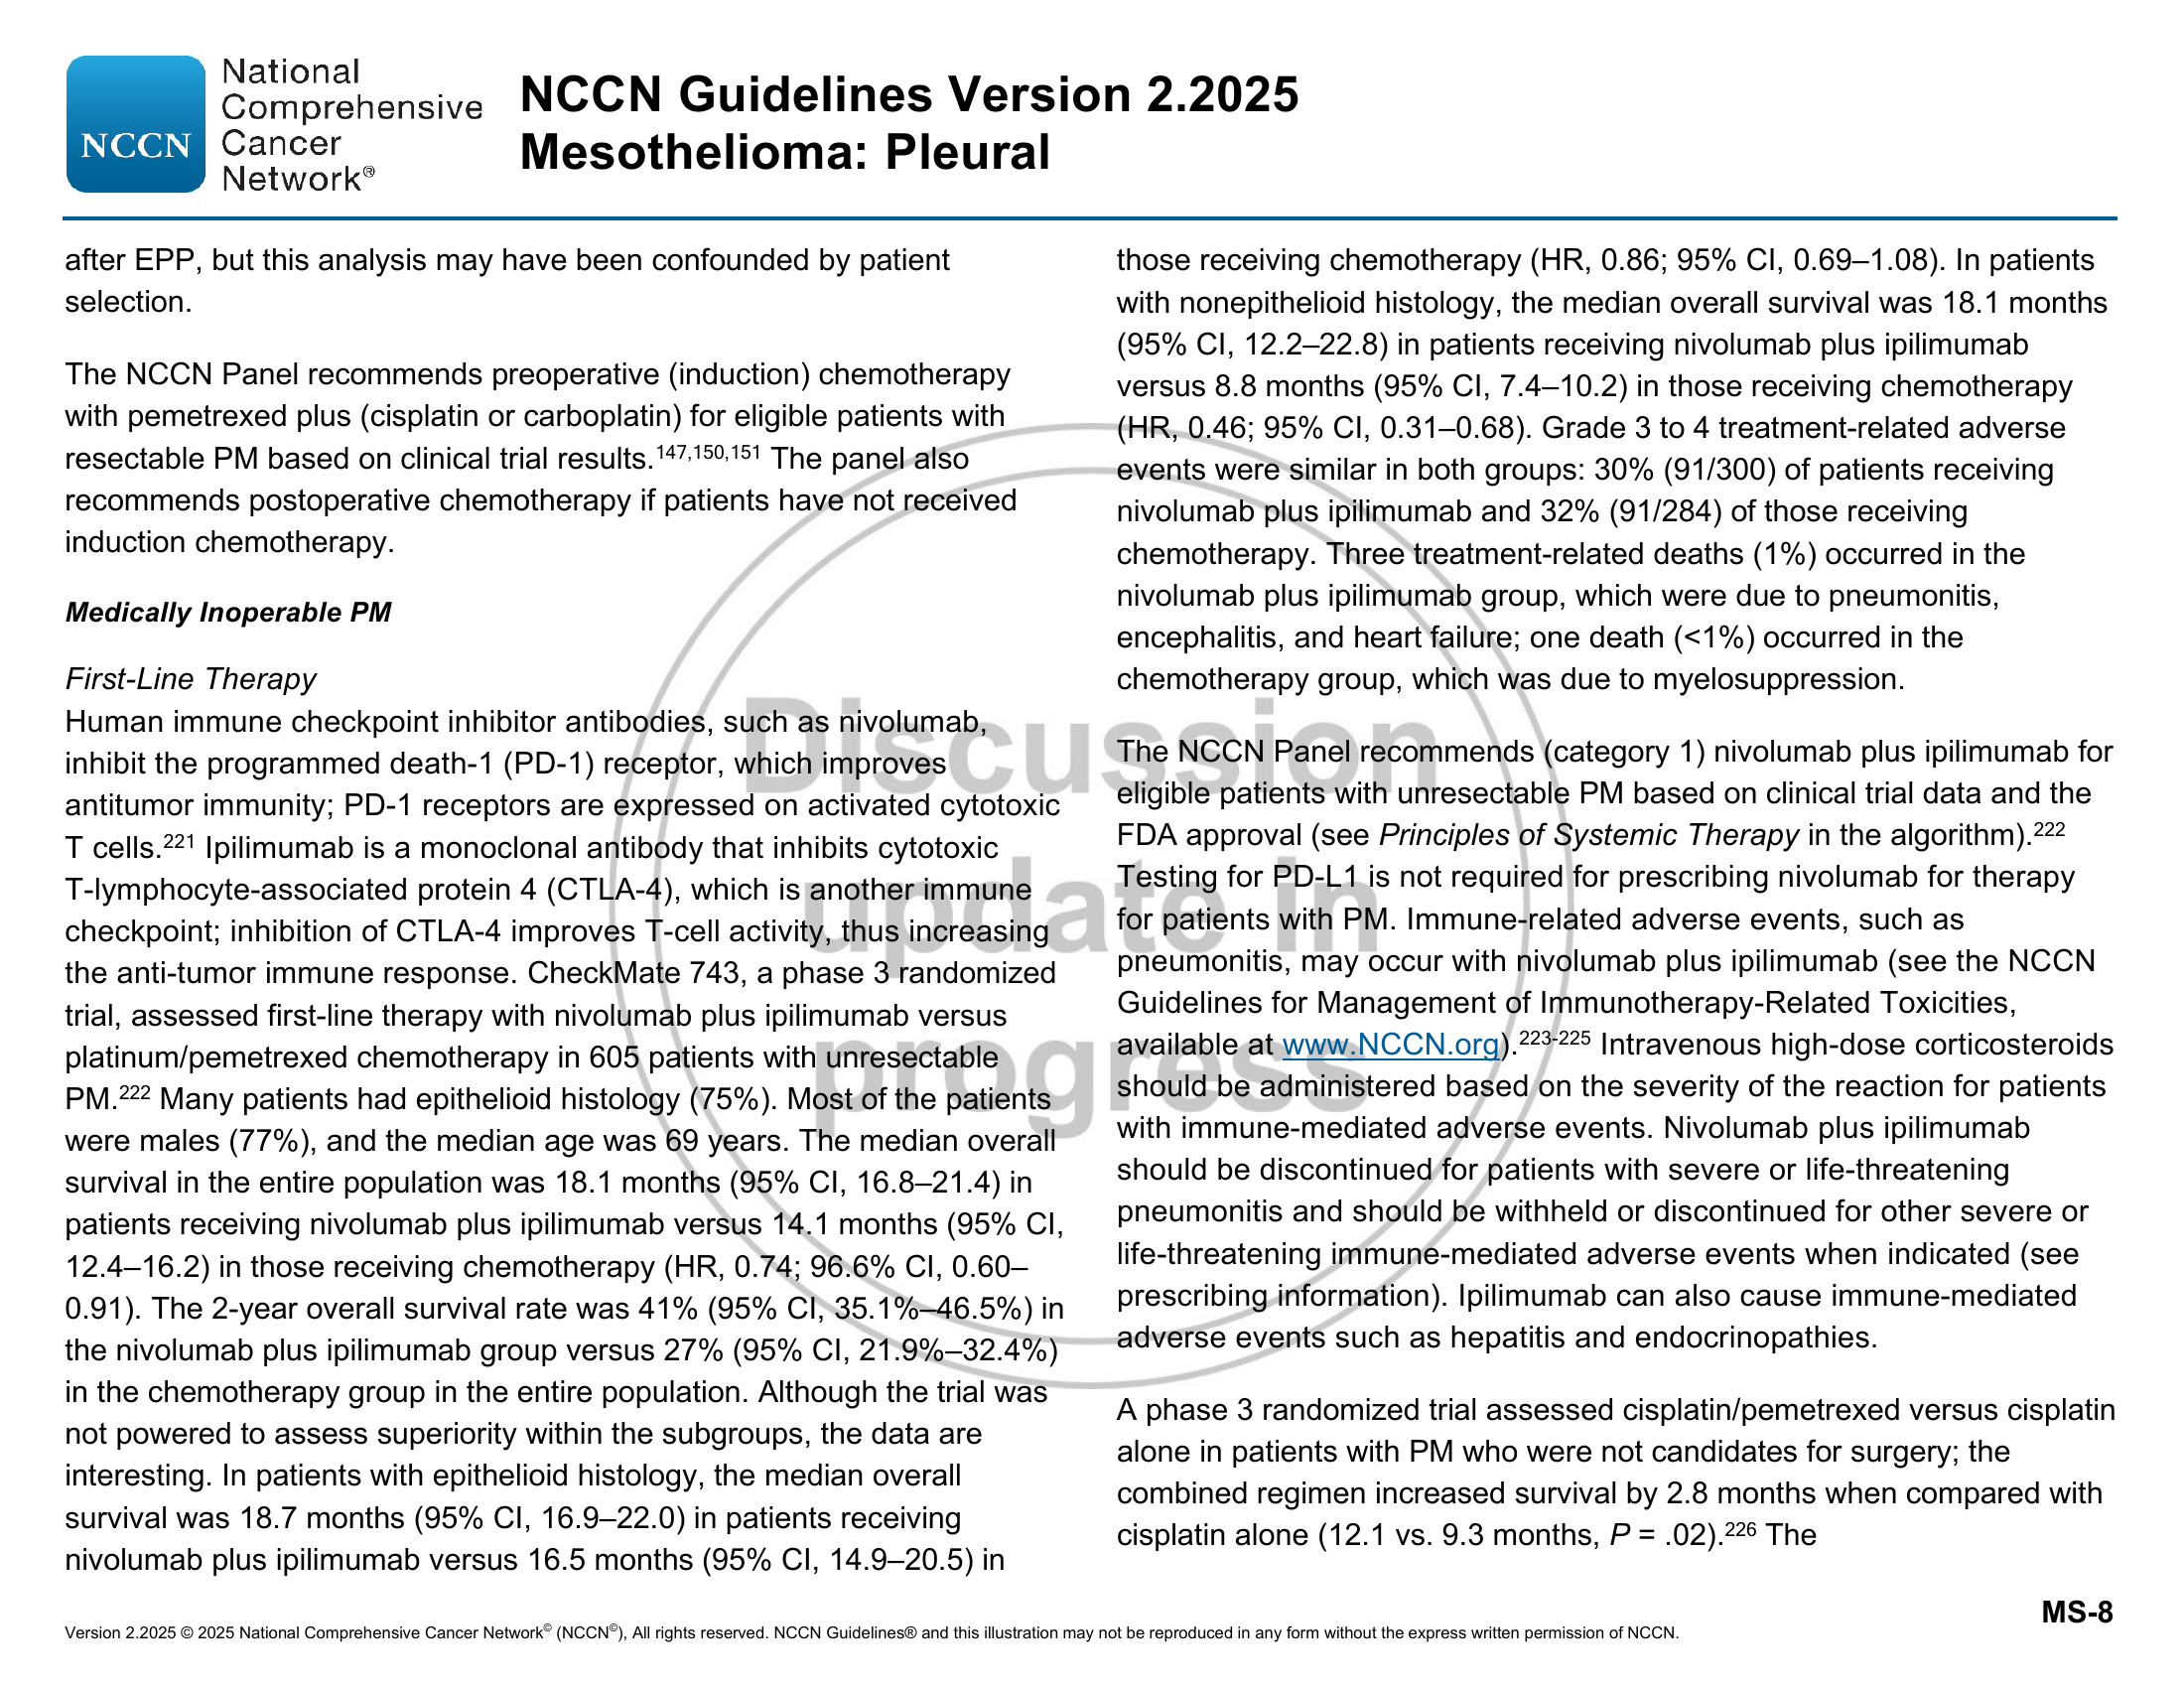 NCCN
National
Comprehensive
Cancer
Network®
NCCN Guidelines Version 2.2025
Mesothelioma: Pleural
after EPP, but this analysis may have been confounded by patient
selection.
The NCCN Panel recommends preoperative (induction) chemotherapy
with pemetrexed plus (cisplatin or carboplatin) for eligible patients with
resectable PM based on clinical trial results.147,150,151 The panel also
recommends postoperative chemotherapy if patients have not received
induction chemotherapy.
Medically Inoperable PM
First-Line Therapy
Human immune checkpoint inhibitor antibodies, such as nivolumab,
inhibit the programmed death-1 (PD-1) receptor, which improves
antitumor immunity; PD-1 receptors are expressed on activated cytotoxic
T cells.221 Ipilimumab is a monoclonal antibody that inhibits cytotoxic
T-lymphocyte-associated protein 4 (CTLA-4), which is another immune
checkpoint; inhibition of CTLA-4 improves T-cell activity, thus increasing
the anti-tumor immune response. CheckMate 743, a phase 3 randomized
trial, assessed first-line therapy with nivolumab plus ipilimumab versus
platinum/pemetrexed chemotherapy in 605 patients with unresectable
PM.222 Many patients had epithelioid histology (75%). Most of the patients
were males (77%), and the median age was 69 years. The median overall
survival in the entire population was 18.1 months (95% CI, 16.8–21.4) in
patients receiving nivolumab plus ipilimumab versus 14.1 months (95% CI,
12.4–16.2) in those receiving chemotherapy (HR, 0.74; 96.6% CI, 0.60–
0.91). The 2-year overall survival rate was 41% (95% CI, 35.1%–46.5%) in
the nivolumab plus ipilimumab group versus 27% (95% CI, 21.9%–32.4%)
in the chemotherapy group in the entire population. Although the trial was
not powered to assess superiority within the subgroups, the data are
interesting. In patients with epithelioid histology, the median overall
survival was 18.7 months (95% CI, 16.9–22.0) in patients receiving
nivolumab plus ipilimumab versus 16.5 months (95% CI, 14.9–20.5) in
those receiving chemotherapy (HR, 0.86; 95% CI, 0.69–1.08). In patients
with nonepithelioid histology, the median overall survival was 18.1 months
(95% CI, 12.2–22.8) in patients receiving nivolumab plus ipilimumab
versus 8.8 months (95% CI, 7.4–10.2) in those receiving chemotherapy
(HR, 0.46; 95% CI, 0.31–0.68). Grade 3 to 4 treatment-related adverse
events were similar in both groups: 30% (91/300) of patients receiving
nivolumab plus ipilimumab and 32% (91/284) of those receiving
chemotherapy. Three treatment-related deaths (1%) occurred in the
nivolumab plus ipilimumab group, which were due to pneumonitis,
encephalitis, and heart failure; one death (<1%) occurred in the
chemotherapy group, which was due to myelosuppression.
The NCCN Panel recommends (category 1) nivolumab plus ipilimumab for
eligible patients with unresectable PM based on clinical trial data and the
FDA approval (see Principles of Systemic Therapy in the algorithm).222
Testing for PD-L1 is not required for prescribing nivolumab for therapy
for patients with PM. Immune-related adverse events, such as
pneumonitis, may occur with nivolumab plus ipilimumab (see the NCCN
Guidelines for Management of Immunotherapy-Related Toxicities,
available at www.NCCN.org).223-225 Intravenous high-dose corticosteroids
should be administered based on the severity of the reaction for patients
with immune-mediated adverse events. Nivolumab plus ipilimumab
should be discontinued for patients with severe or life-threatening
pneumonitis and should be withheld or discontinued for other severe or
life-threatening immune-mediated adverse events when indicated (see
prescribing information). Ipilimumab can also cause immune-mediated
adverse events such as hepatitis and endocrinopathies.
A phase 3 randomized trial assessed cisplatin/pemetrexed versus cisplatin
alone in patients with PM who were not candidates for surgery; the
combined regimen increased survival by 2.8 months when compared with
cisplatin alone (12.1 vs. 9.3 months, P = .02).226 The
Discussion
update in
progress
MS-8
Version 2.2025 © 2025 National Comprehensive Cancer Network© (NCCN©), All rights reserved. NCCN Guidelines® and this illustration may not be reproduced in any form without the express written permission of NCCN.